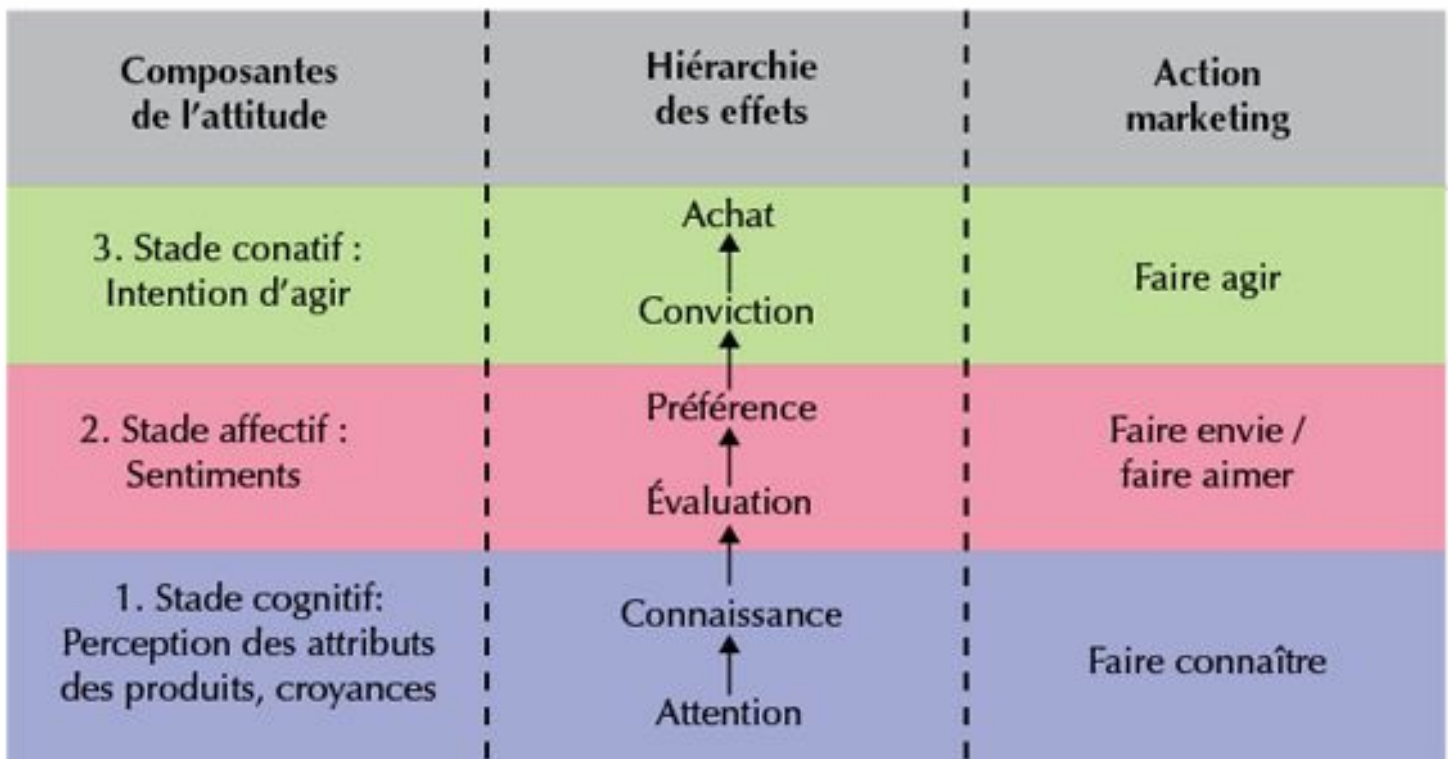 Composantes
de l'attitude
Hiérarchie
des effets
Action
marketing
3. Stade conatif :
Intention d'agir
Achat
Conviction
Faire agir
2. Stade affectif :
Sentiments
Préférence
Évaluation
Faire envie /
faire aimer
1. Stade cognitif:
Perception des attributs
des produits, croyances
Connaissance
Attention
Faire connaître